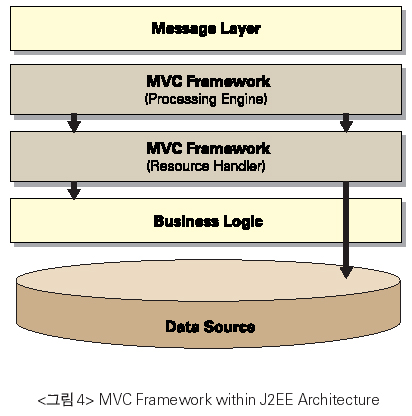 Message Layer
MVC Framework
(Processing Engine)
MVC Framework
(Resource Handler)
Business Logic
Data Source
<그림 4> MVC Framework within J2EE Architecture